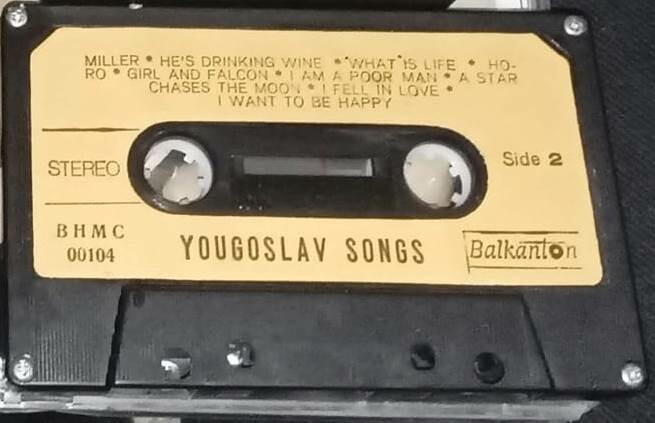 MILLER * HE'S DRINKING WINE * "WHAT" IS LIFE * HO-
RO * GIRL AND FALCON * I AM A POOR MAN * A STAR
CHASES THE MOON * I FELL IN LOVE *
I WANT TO BE HAPPY
STEREO
Side 2
BHMC
00104
YOUGOSLAV SONGS
Balkanton